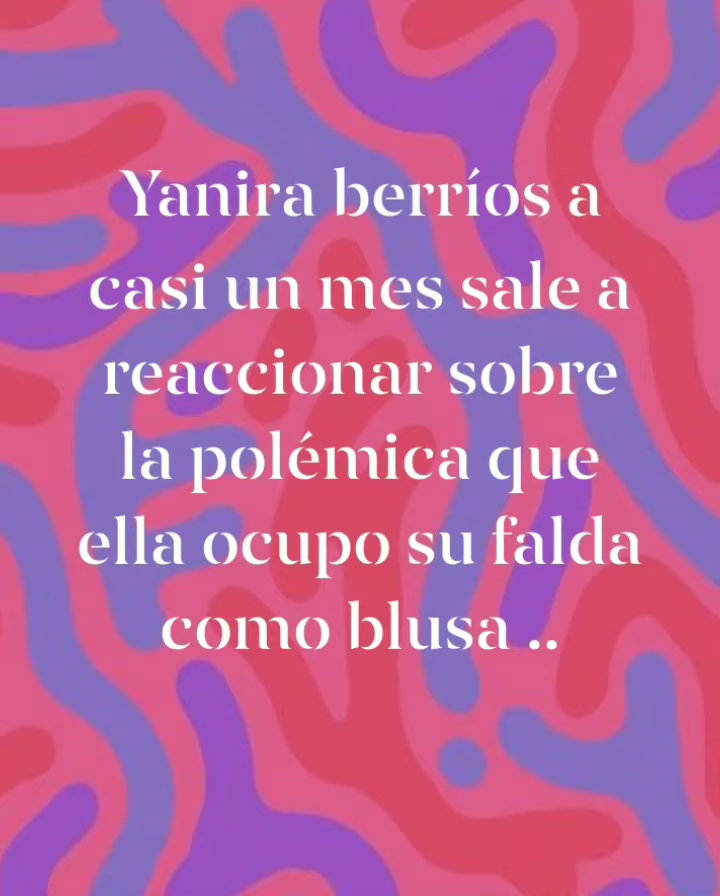 Yanira berríos a
casi un mes sale a
reaccionar sobre
la polémica que
ella ocupo su falda
como blusa ..